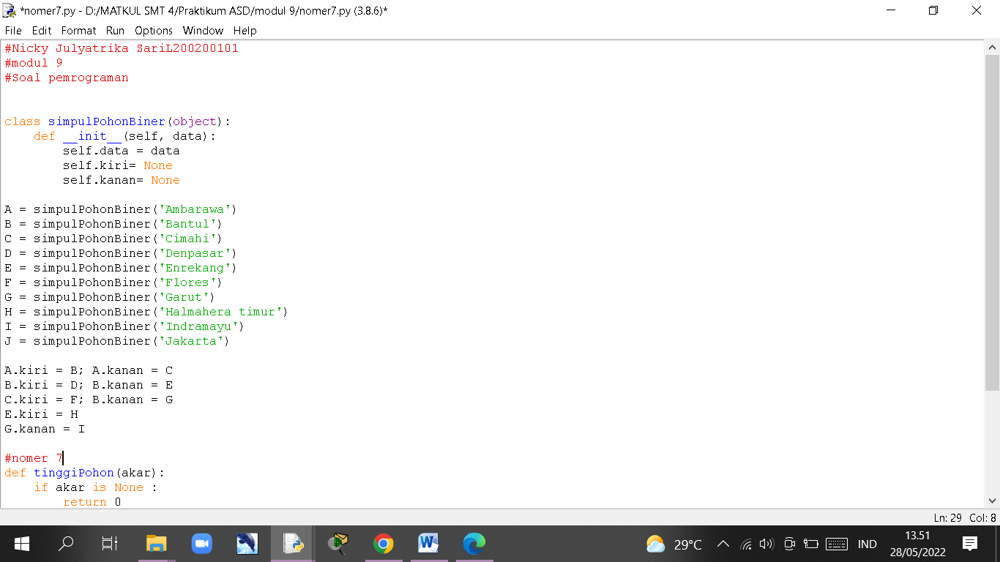 *nomer7.py - D:/MATKUL SMT 4/Praktikum ASD/modul 9/nomer7.py (3.8.6)*
File Edit Format Run Options Window Help
#Nicky Julyatrika SariL200200101
#modul 9
#Soal pemrograman
class simpulPohonBiner(object):
    def __init__(self, data):
        self.data = data
        self.kiri= None
        self.kanan= None
A = simpulPohonBiner('Ambarawa')
B = simpulPohonBiner('Bantul')
C = simpulPohonBiner('Cimahi')
D = simpulPohonBiner('Denpasar')
E = simpulPohonBiner('Enrekang')
F = simpulPohonBiner('Flores')
G = simpulPohonBiner('Garut')
H = simpulPohonBiner('Halmahera timur')
I = simpulPohonBiner('Indramayu')
J = simpulPohonBiner('Jakarta')
A.kiri = B; A.kanan = C
B.kiri = D; B.kanan = E
C.kiri = F; B.kanan = G
E.kiri = H
G.kanan = I
#nomer 7
def tinggiPohon(akar):
    if akar is None :
        return 0
Ln: 29 Col: 8
29°C
IND
13.51
28/05/2022